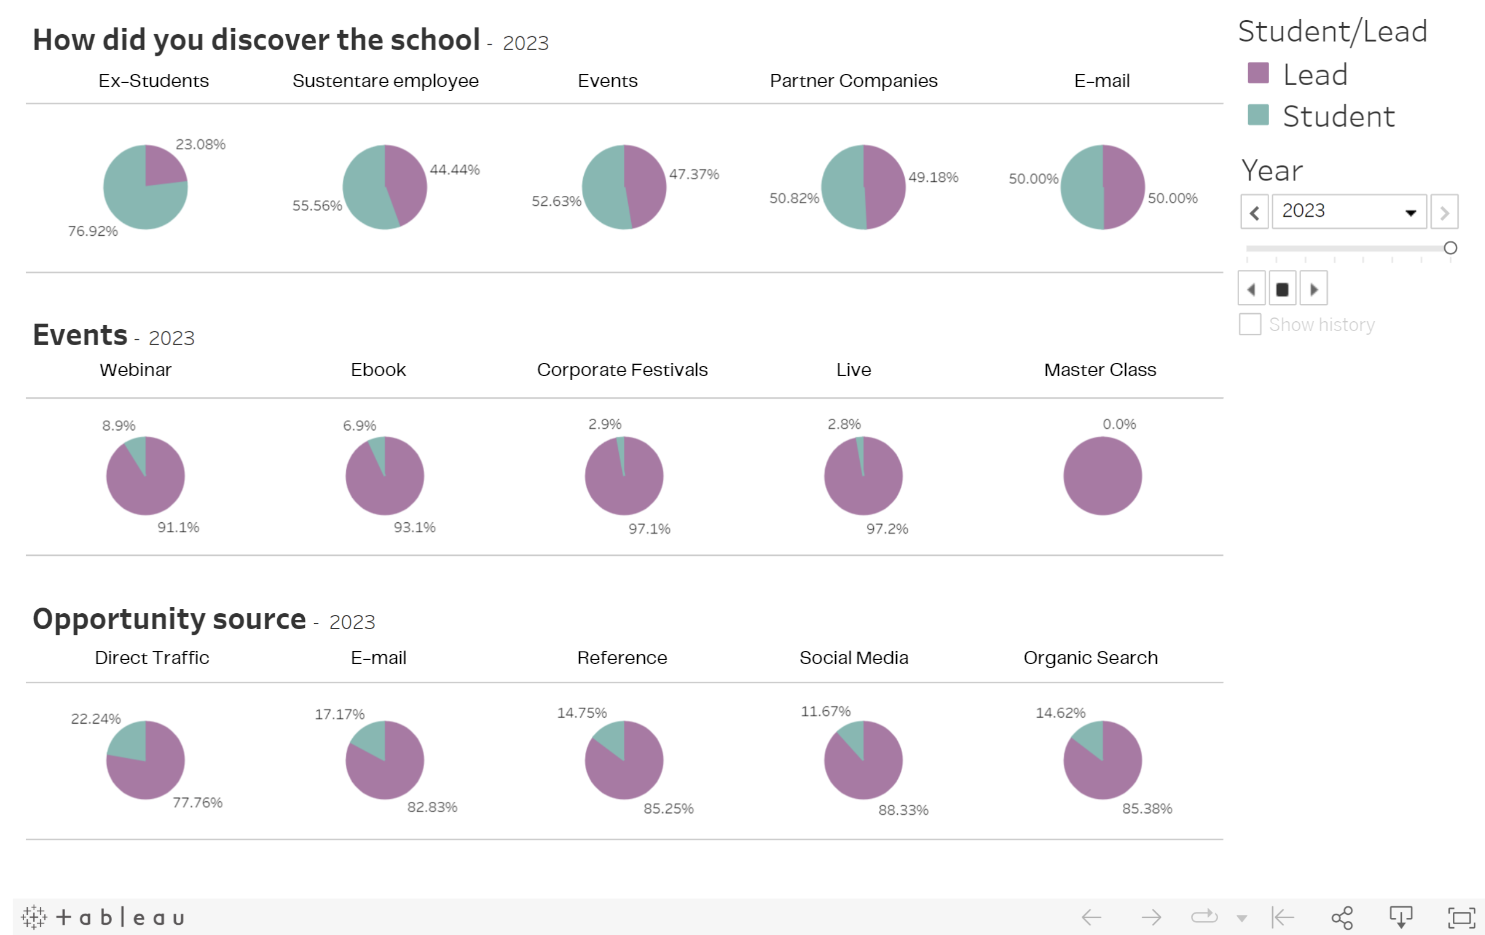 How did you discover the school - 2023
Ex-Students Sustentare employee Events Partner Companies E-mail
23.08% 76.92% 44.44% 55.56% 47.37% 52.63% 49.18% 50.82% 50.00% 50.00%
Events - 2023
Webinar Ebook Corporate Festivals Live Master Class
8.9% 6.9% 2.9% 2.8% 0.0%
91.1% 93.1% 97.1% 97.2%
Opportunity source - 2023
Direct Traffic E-mail Reference Social Media Organic Search
22.24% 17.17% 14.75% 11.67% 14.62%
77.76% 82.83% 85.25% 88.33% 85.38%
Student/Lead
Lead
Student
Year
2023
Show history
tableau